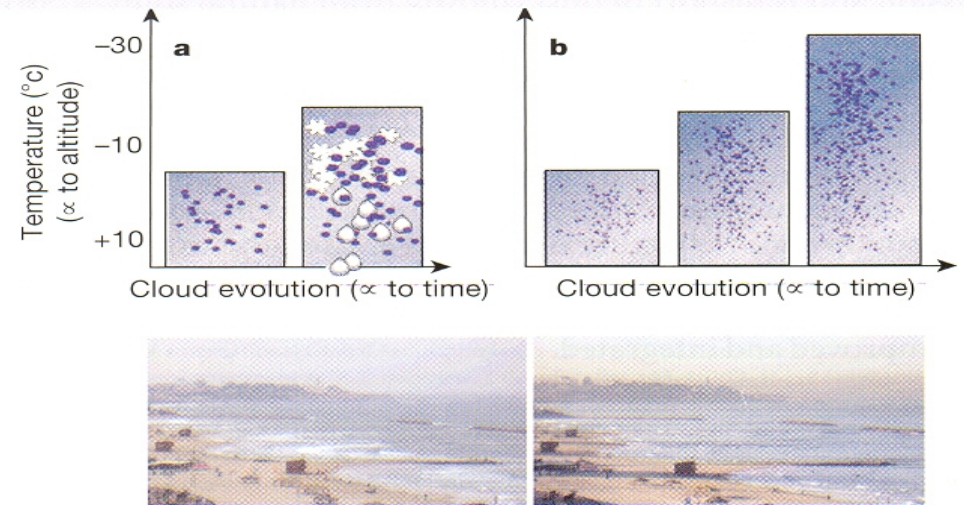 a
b
Temperature (°c)
(∝ to altitude)
−30
−10
+10
Cloud evolution (∝ to time)
Cloud evolution (∝ to time)